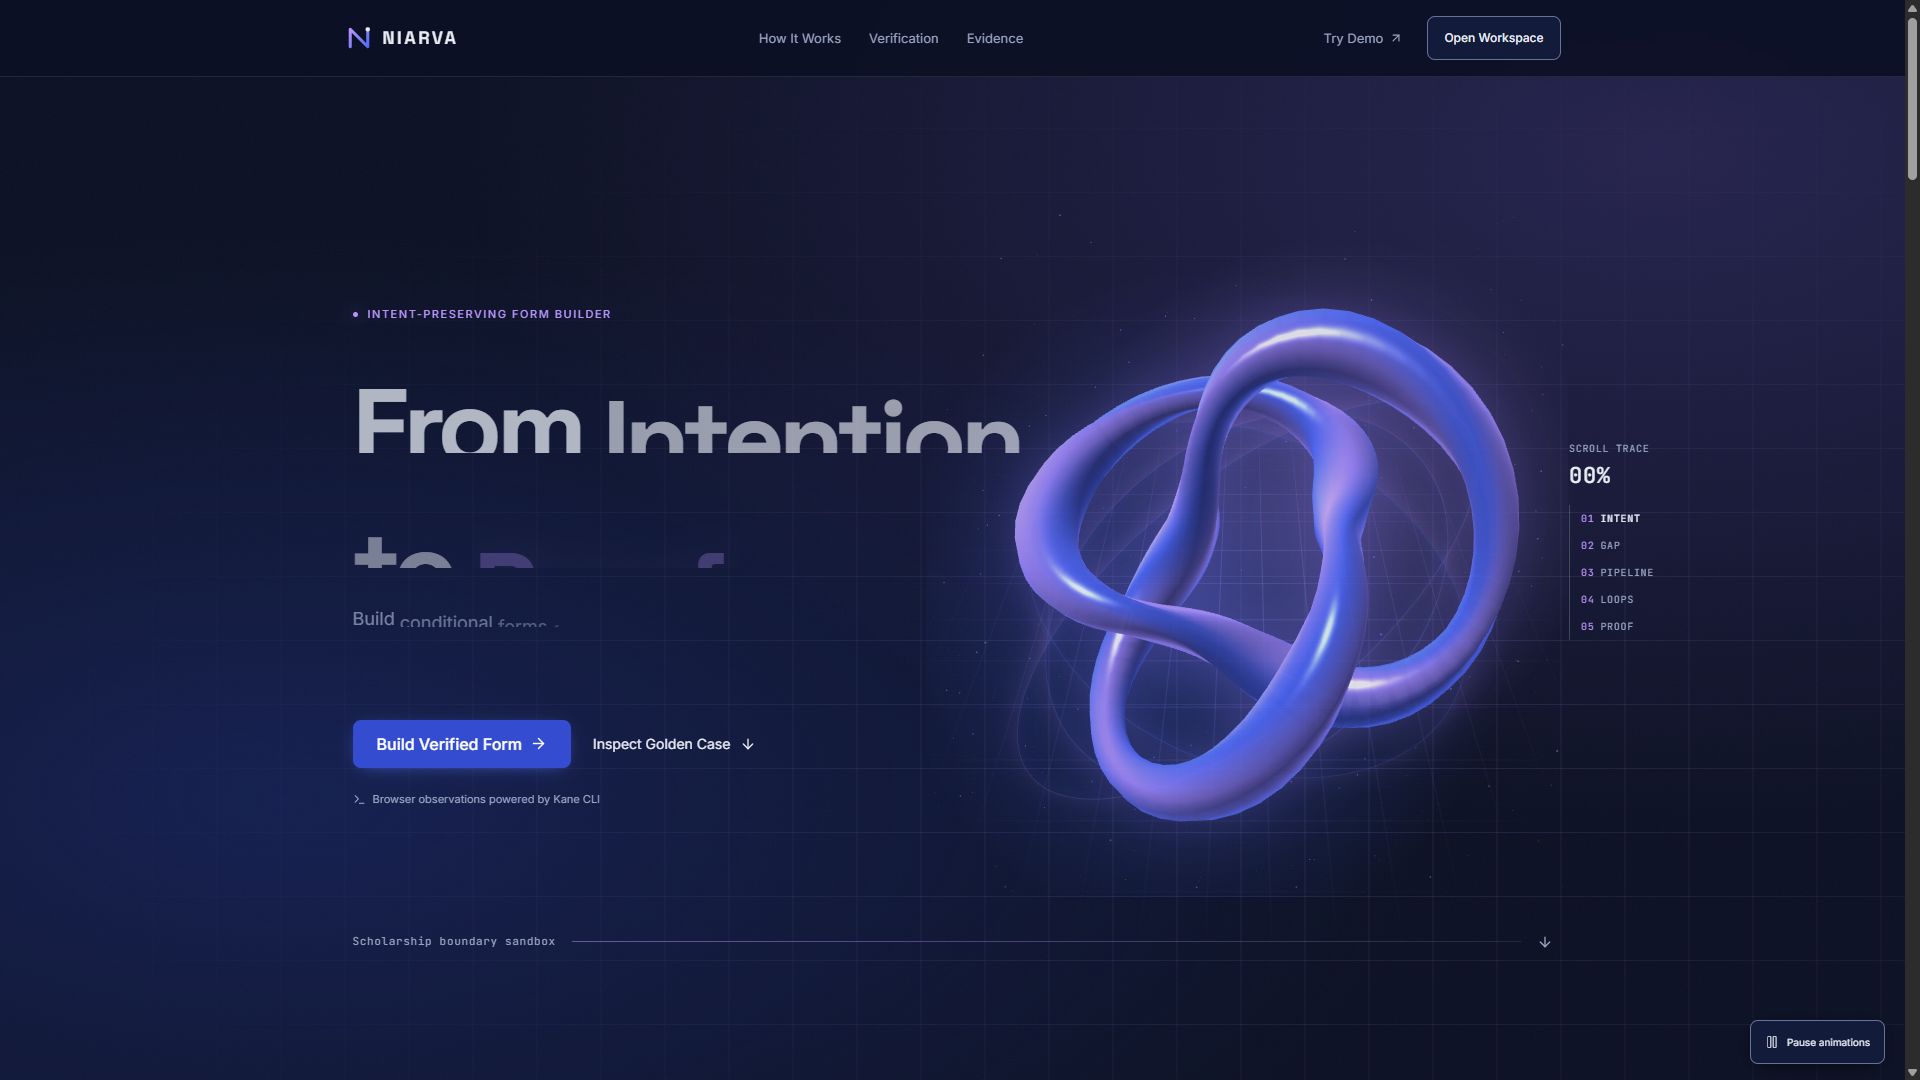 NIARVA
How It Works Verification Evidence
Try Demo Open Workspace
INTENT-PRESERVING FORM BUILDER
From Intention
to
Build conditional forms
Build Verified Form Inspect Golden Case
Browser observations powered by Kane CLI
SCROLL TRACE
00%
01 INTENT
02 GAP
03 PIPELINE
04 LOOPS
05 PROOF
Scholarship boundary sandbox
Pause animations